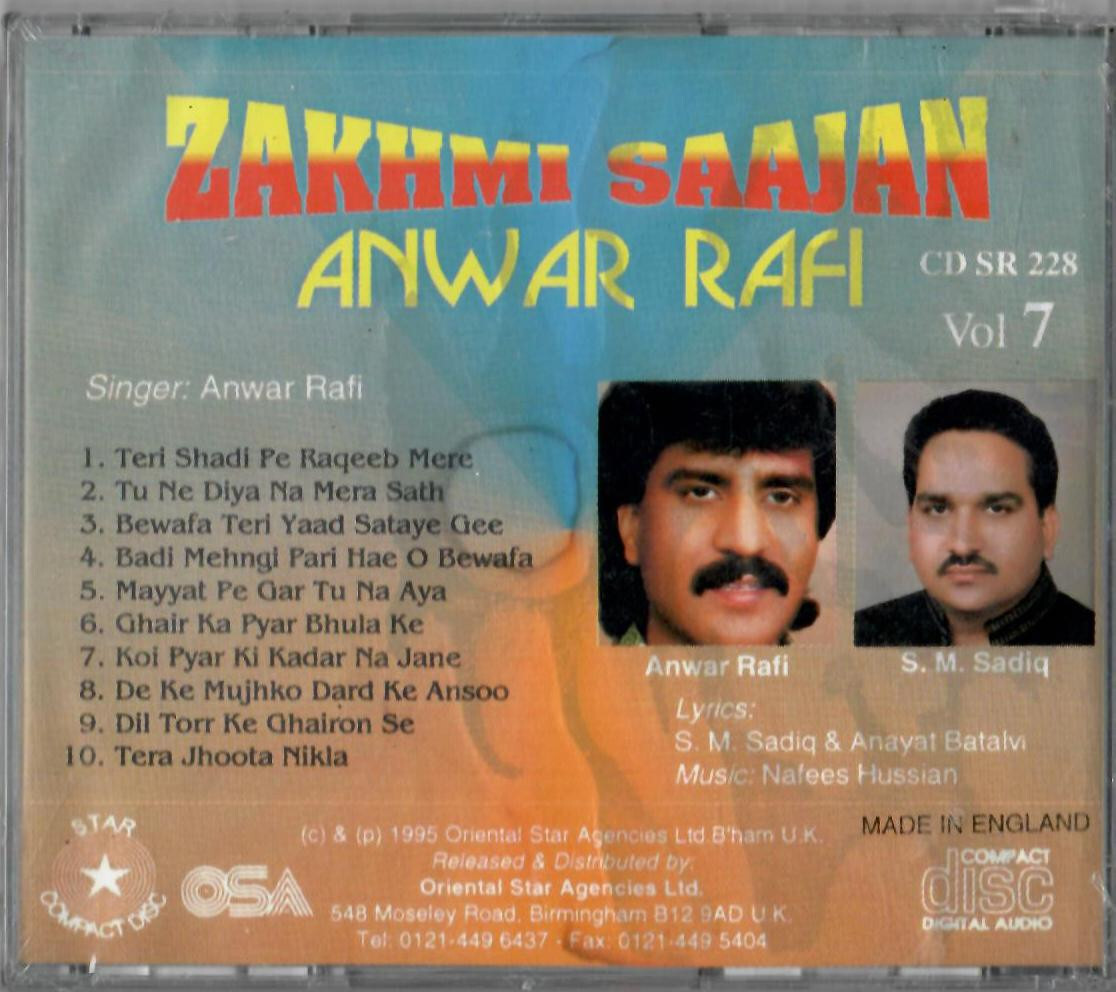 ZAKHMI SAAJAN
ANWAR RAFI
CD SR 228
Vol 7
Singer: Anwar Rafi
1. Teri Shadi Pe Raqeeb Mere
2. Tu Ne Diya Na Mera Sath
3. Bewafa Teri Yaad Sataye Gee
4. Badi Mehngi Pari Hae O Bewafa
5. Mayyat Pe Gar Tu Na Aya
6. Ghair Ka Pyar Bhula Ke
7. Koi Pyar Ki Kadar Na Jane
8. De Ke Mujhko Dard Ke Ansoo
9. Dil Torr Ke Ghairon Se
10. Tera Jhoota Nikla
Anwar Rafi
S. M. Sadiq
Lyrics:
S. M. Sadiq & Anayat Batalvi
Music: Nafees Hussian
STAR
COMPACT DISC
OSA
(c) & (p) 1995 Oriental Star Agencies Ltd B'ham U.K.
Released & Distributed by:
Oriental Star Agencies Ltd.
548 Moseley Road, Birmingham B12 9AD U.K.
Tel: 0121-449 6437 - Fax: 0121-449 5404
MADE IN ENGLAND
COMPACT
disc
DIGITAL AUDIO